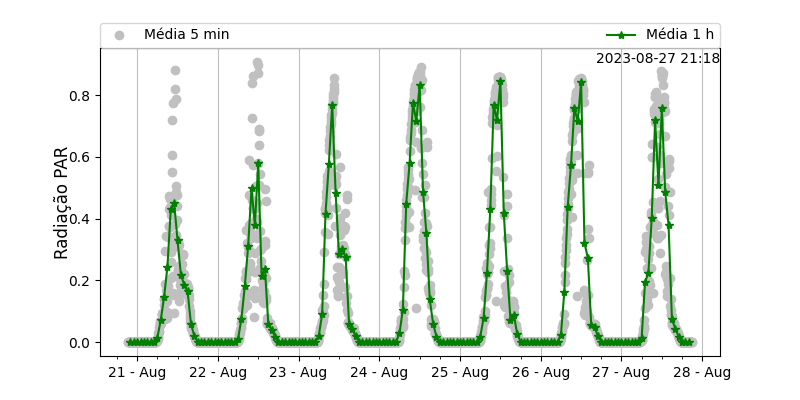 Média 5 min
Média 1 h
2023-08-27 21:18
Radiação PAR
0.8
0.6
0.4
0.2
0.0
21 - Aug
22 - Aug
23 - Aug
24 - Aug
25 - Aug
26 - Aug
27 - Aug
28 - Aug